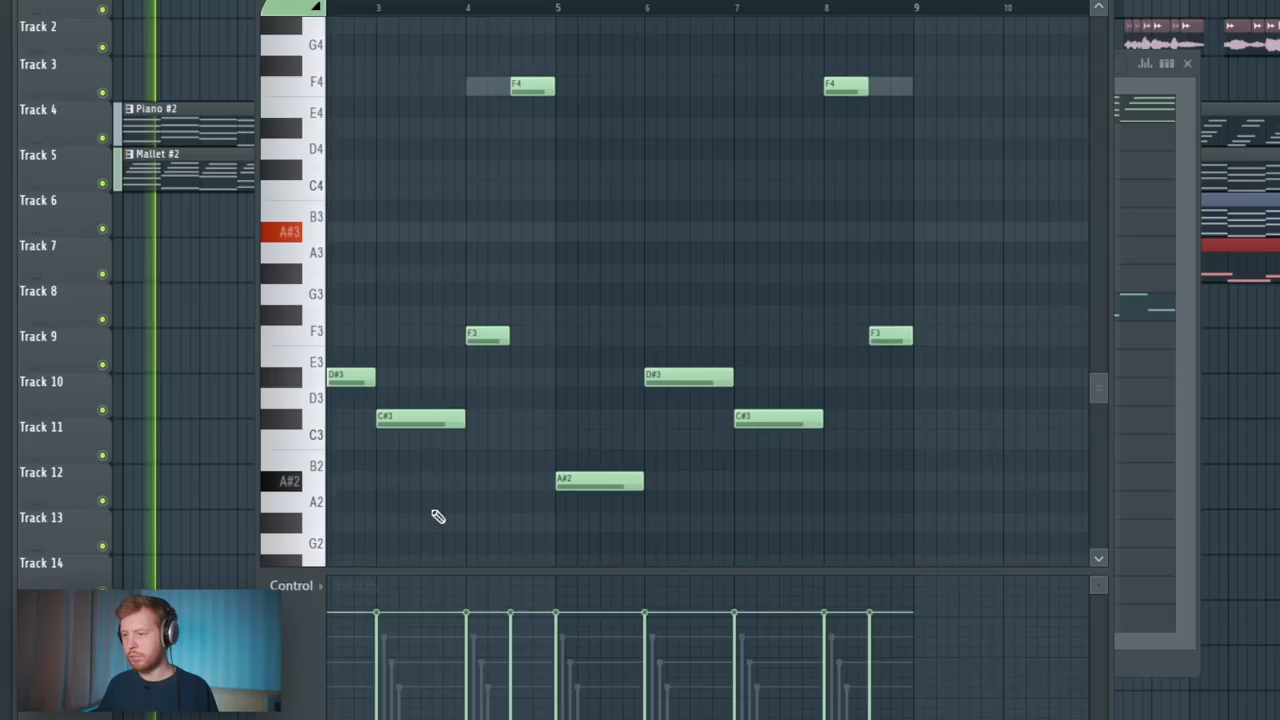 3 4 5 6 7 8 9 10
Track 2
Track 3
Track 4
Track 5
Track 6
Track 7
Track 8
Track 9
Track 10
Track 11
Track 12
Track 13
Track 14
Piano #2
Mallet #2
G4
F4
E4
D4
C4
B3
A#3
A3
G3
F3
E3
D3
C3
B2
A#2
A2
G2
F4
F4
F3
F3
D#3
D#3
C#3
C#3
A#2
Control
Velocity